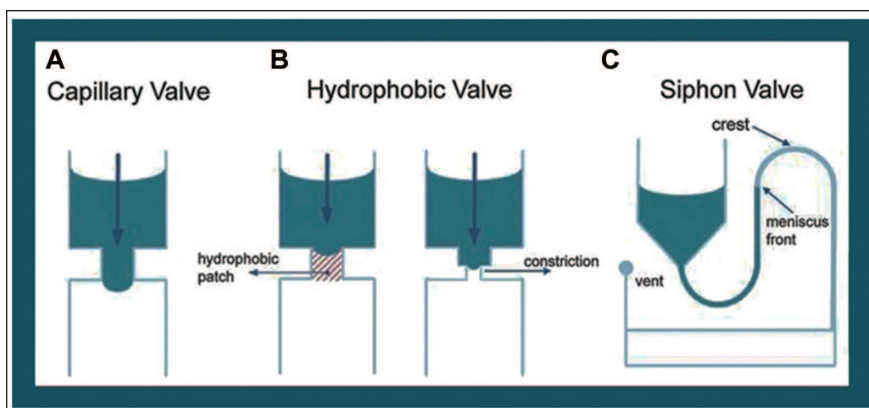 A
Capillary Valve
B
Hydrophobic Valve
hydrophobic
patch
constriction
C
Siphon Valve
crest
meniscus
front
vent